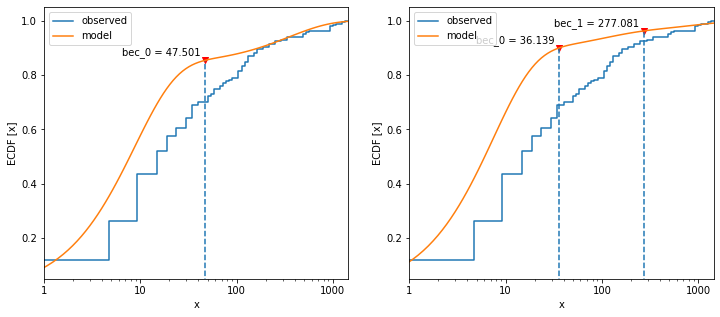 observed
model
bec_0 = 47.501
1.0
0.8
0.6
0.4
0.2
ECDF [x]
1
10
100
1000
x
observed
model
bec_1 = 277.081
bec_0 = 36.139
1.0
0.8
0.6
0.4
0.2
ECDF [x]
1
10
100
1000
x